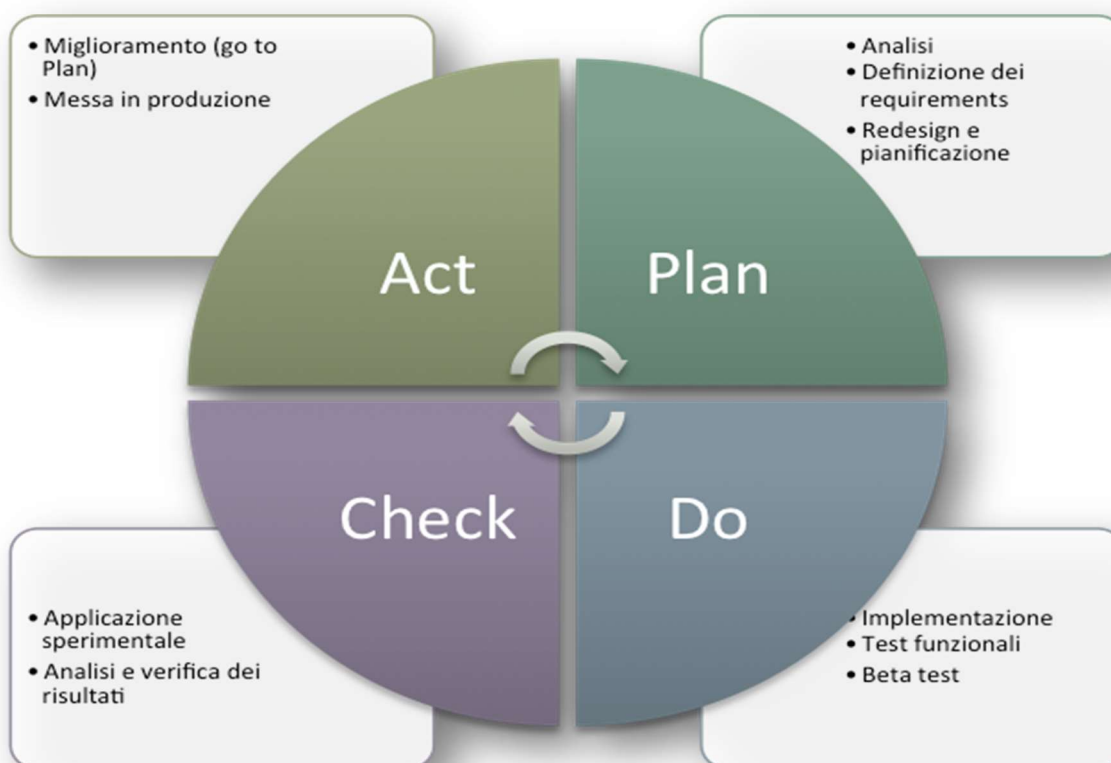 • Miglioramento (go to
Plan)
• Messa in produzione
• Analisi
• Definizione dei
requirements
• Redesign e
pianificazione
Act
Plan
Check
Do
• Applicazione
sperimentale
• Analisi e verifica dei
risultati
• Implementazione
• Test funzionali
• Beta test